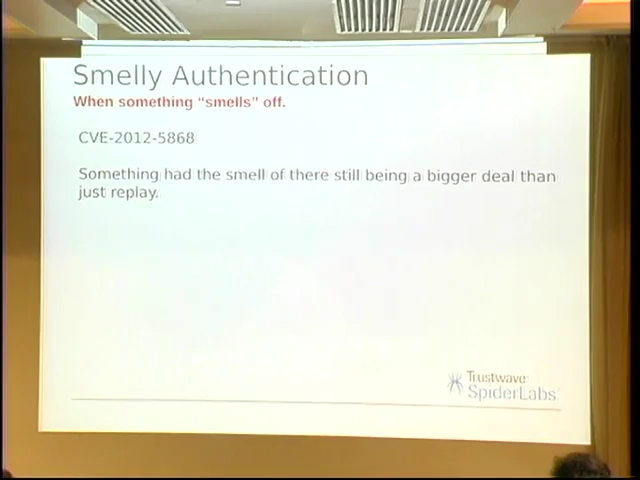 Smelly Authentication
When something “smells” off.
CVE-2012-5868
Something had the smell of there still being a bigger deal than
just replay.
Trustwave
SpiderLabs